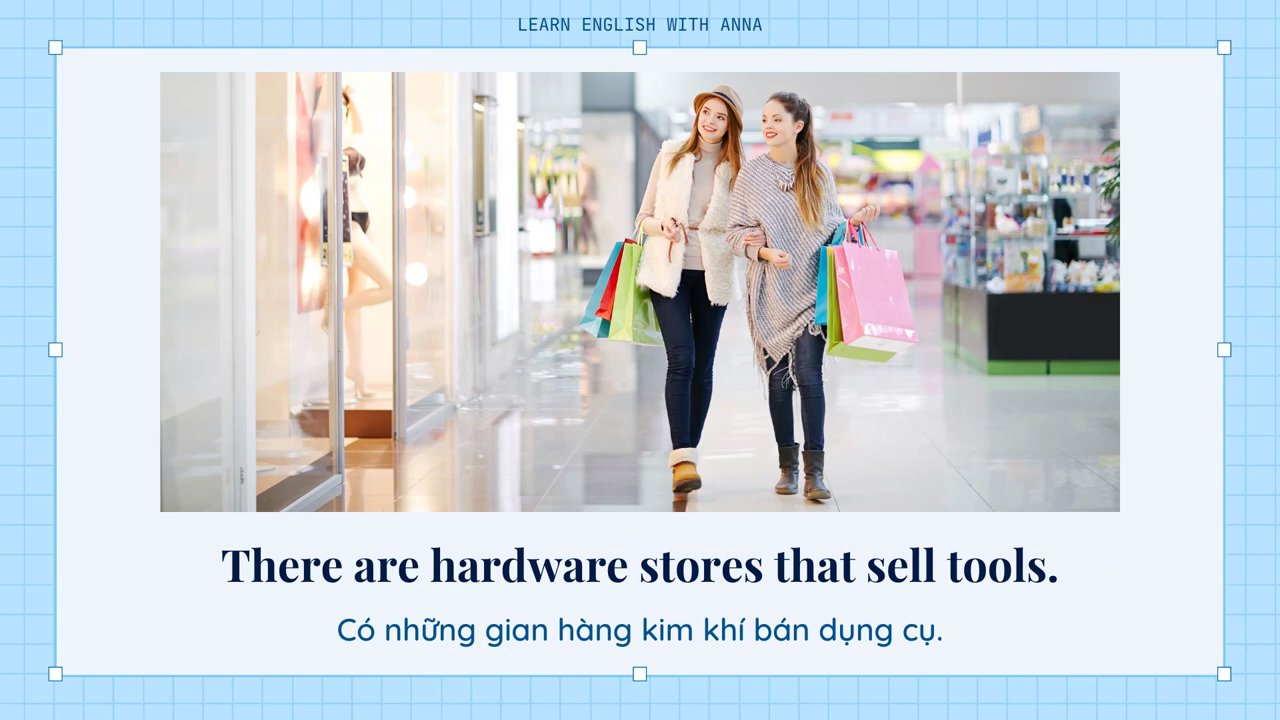 LEARN ENGLISH WITH ANNA
There are hardware stores that sell tools.
Có những gian hàng kim khí bán dụng cụ.